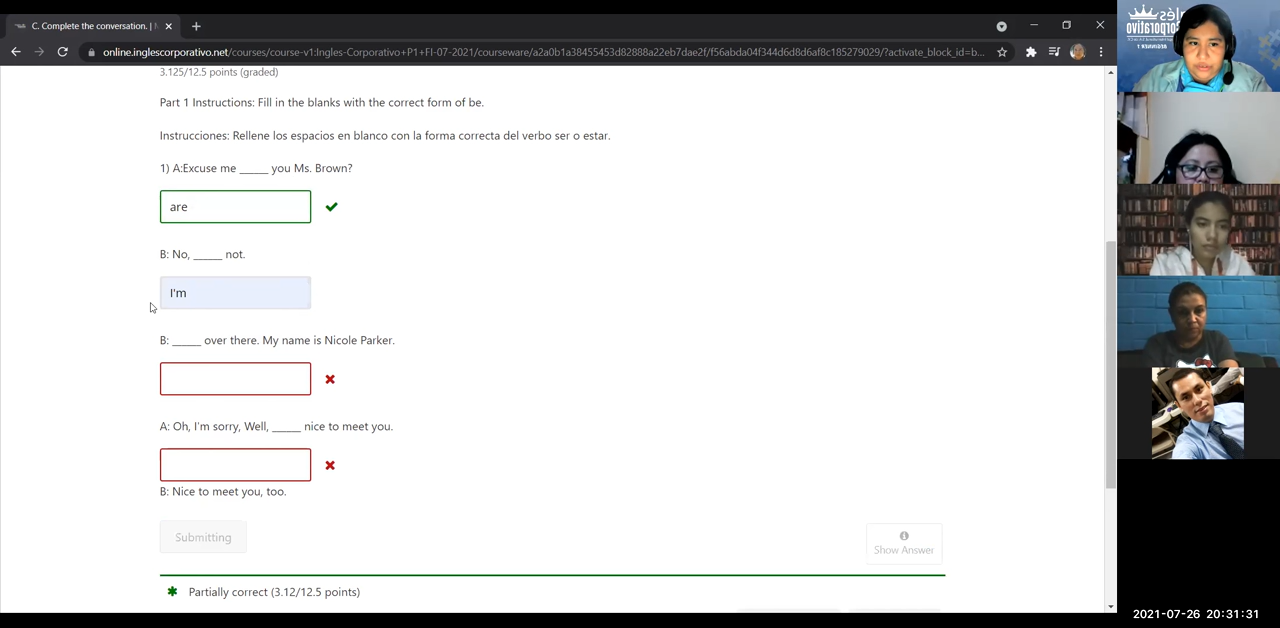 C. Complete the conversation. |
online.inglescorporativo.net/courses/course-v1:Ingles-Corporativo+P1+FI-07-2021/courseware/a2a0b1a38455453d82888a22eb7dae2f/f56abda04f344d6d8d6af8c185279029/?activate_block_id=b...
3.125/12.5 points (graded)
Part 1 Instructions: Fill in the blanks with the correct form of be.
Instrucciones: Rellene los espacios en blanco con la forma correcta del verbo ser o estar.
1) A:Excuse me _____ you Ms. Brown?
are
B: No, _____ not.
I'm
B: _____ over there. My name is Nicole Parker.
A: Oh, I'm sorry, Well, _____ nice to meet you.
B: Nice to meet you, too.
Submitting
Show Answer
Partially correct (3.12/12.5 points)
2021-07-26 20:31:31